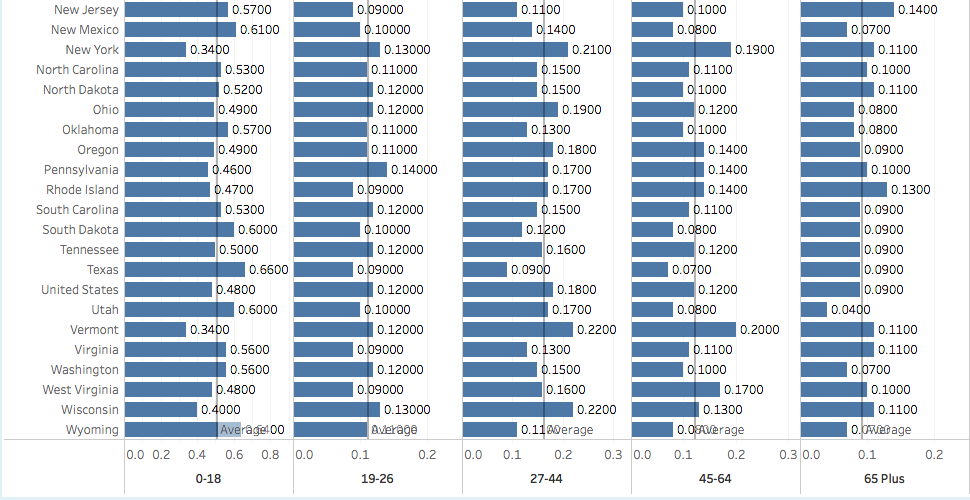 New Jersey 0.5700 0.09000 0.1100 0.1000 0.1400
New Mexico 0.6100 0.10000 0.1400 0.0800 0.0700
New York 0.3400 0.13000 0.2100 0.1900 0.1100
North Carolina 0.5300 0.11000 0.1500 0.1100 0.1000
North Dakota 0.5200 0.12000 0.1500 0.1000 0.1100
Ohio 0.4900 0.12000 0.1900 0.1200 0.0800
Oklahoma 0.5700 0.11000 0.1300 0.1000 0.0800
Oregon 0.4900 0.11000 0.1800 0.1400 0.0900
Pennsylvania 0.4600 0.14000 0.1700 0.1400 0.1000
Rhode Island 0.4700 0.09000 0.1700 0.1400 0.1300
South Carolina 0.5300 0.12000 0.1500 0.1100 0.0900
South Dakota 0.6000 0.10000 0.1200 0.0800 0.0900
Tennessee 0.5000 0.12000 0.1600 0.1200 0.0900
Texas 0.6600 0.09000 0.0900 0.0700 0.0900
United States 0.4800 0.12000 0.1800 0.1200 0.0900
Utah 0.6000 0.10000 0.1700 0.0800 0.0400
Vermont 0.3400 0.12000 0.2200 0.2000 0.1100
Virginia 0.5600 0.09000 0.1300 0.1100 0.1100
Washington 0.5600 0.12000 0.1500 0.1000 0.0700
West Virginia 0.4800 0.09000 0.1600 0.1700 0.1000
Wisconsin 0.4000 0.13000 0.2200 0.1300 0.1100
Wyoming Average 0.6400 0.11000 Average 0.1100 Average 0.0800 Average 0.0700 Average
0.0 0.2 0.4 0.6 0.8 0.0 0.1 0.2 0.0 0.1 0.2 0.3 0.0 0.1 0.2 0.3 0.0 0.1 0.2
0-18 19-26 27-44 45-64 65 Plus